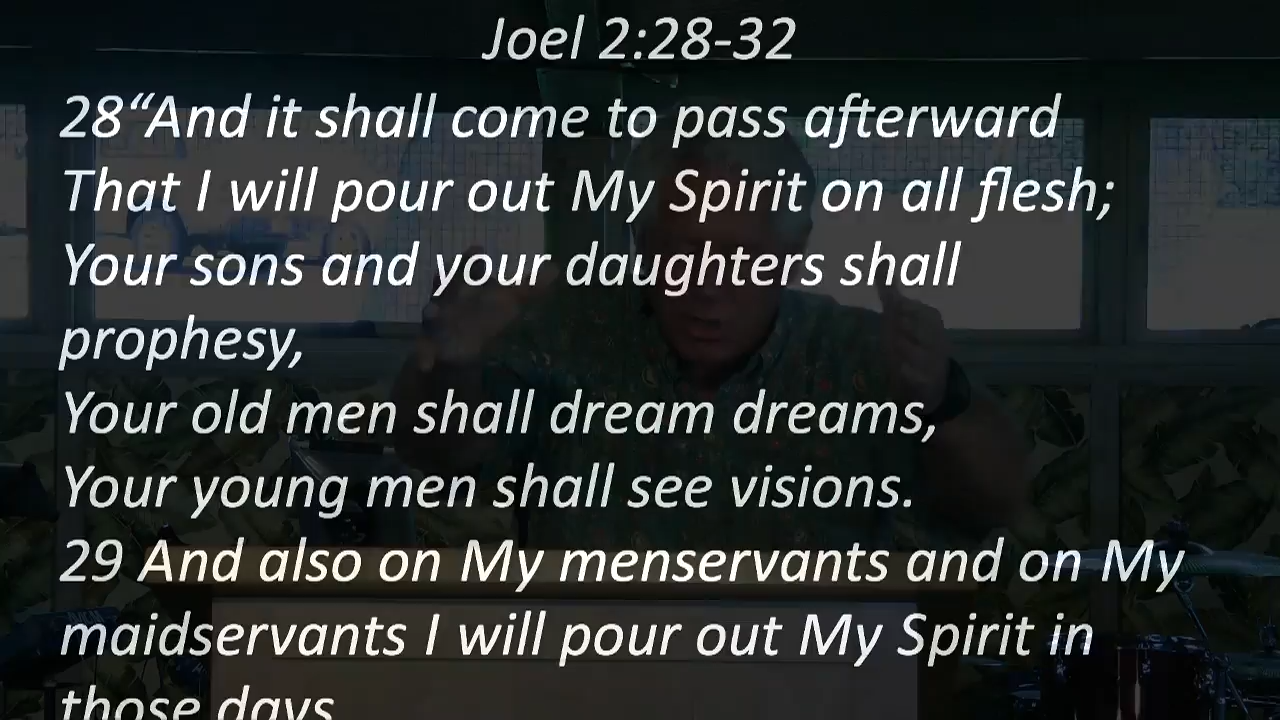 Joel 2:28-32
28“And it shall come to pass afterward
That I will pour out My Spirit on all flesh;
Your sons and your daughters shall
prophesy,
Your old men shall dream dreams,
Your young men shall see visions.
29 And also on My menservants and on My
maidservants I will pour out My Spirit in
those days